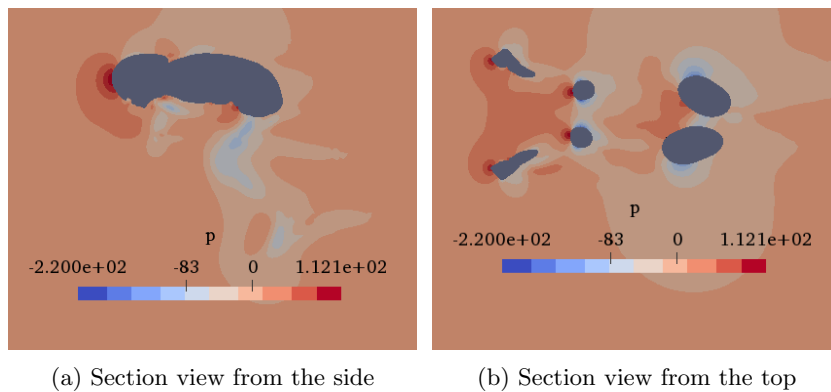 p
-2.200e+02 -83 0 1.121e+02
p
-2.200e+02 -83 0 1.121e+02
(a) Section view from the side
(b) Section view from the top